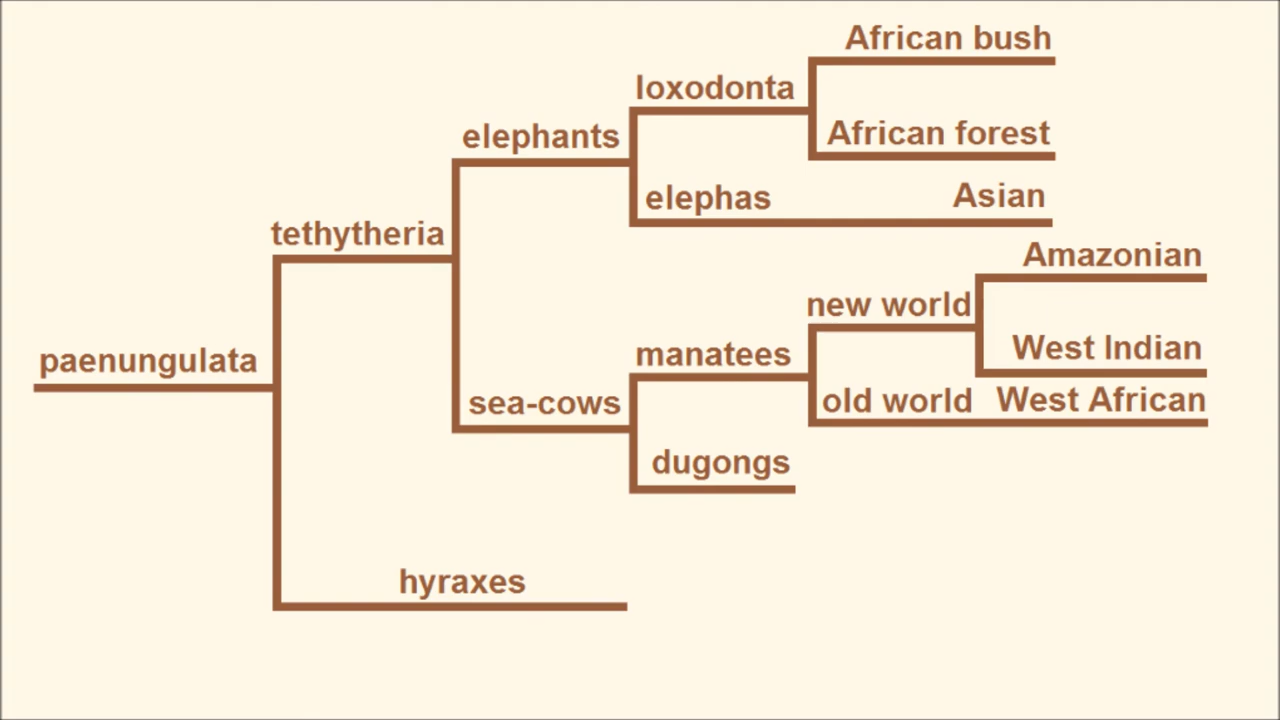 African bush
loxodonta
African forest
elephants
elephas Asian
tethytheria
Amazonian
new world
West Indian
manatees
paenungulata
old world West African
sea-cows
dugongs
hyraxes